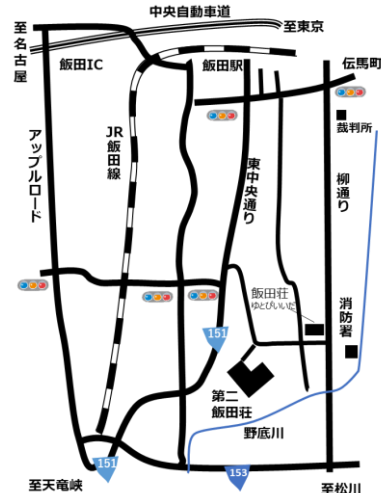 中央自動車道
至東京
至名古屋
飯田IC
飯田駅
伝馬町
裁判所
JR飯田線
アップルロード
東中央通り
柳通り
飯田荘
ゆとぴいいだ
消防署
151
第二
飯田荘
野底川
151
153
至天竜峡
至松川